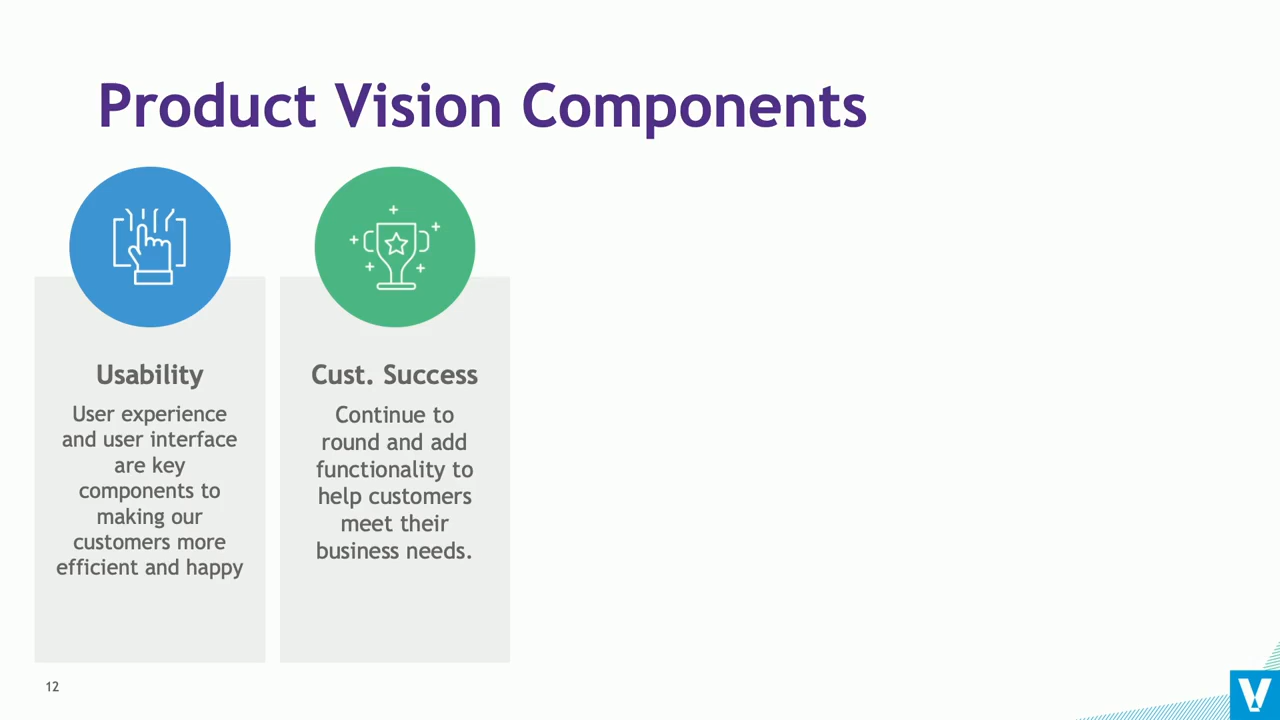 Product Vision Components
Usability
User experience
and user interface
are key
components to
making our
customers more
efficient and happy
Cust. Success
Continue to
round and add
functionality to
help customers
meet their
business needs.
12